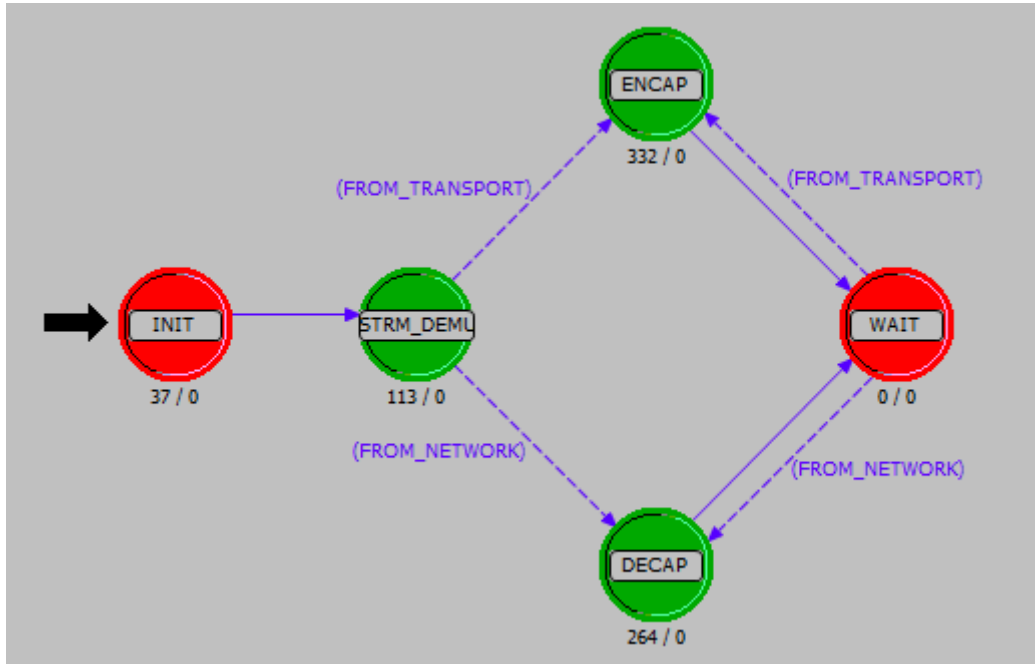 ENCAP
332 / 0
(FROM_TRANSPORT)
(FROM_TRANSPORT)
INIT
37 / 0
STRM_DEMU
113 / 0
WAIT
0 / 0
(FROM_NETWORK)
(FROM_NETWORK)
DECAP
264 / 0